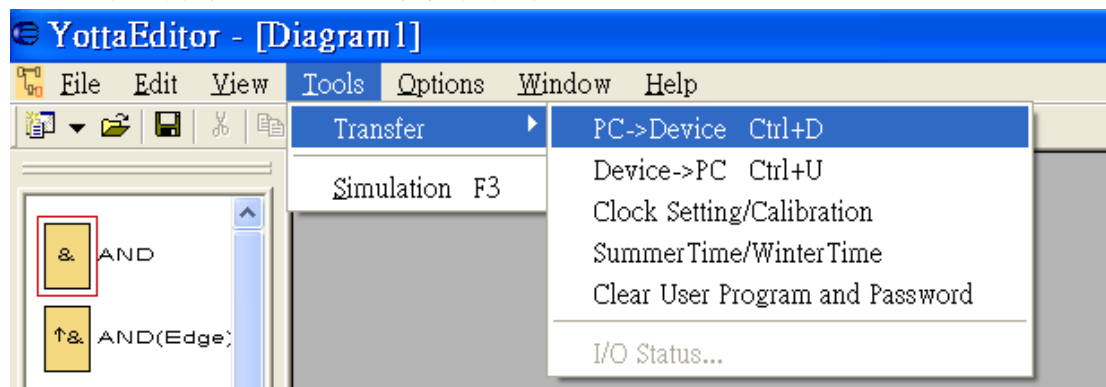 YottaEditor - [Diagram1]
File Edit View Tools Options Window Help
Transfer
PC->Device Ctrl+D
Device->PC Ctrl+U
Clock Setting/Calibration
SummerTime/WinterTime
Clear User Program and Password
I/O Status...
Simulation F3
& AND
↑& AND(Edge)